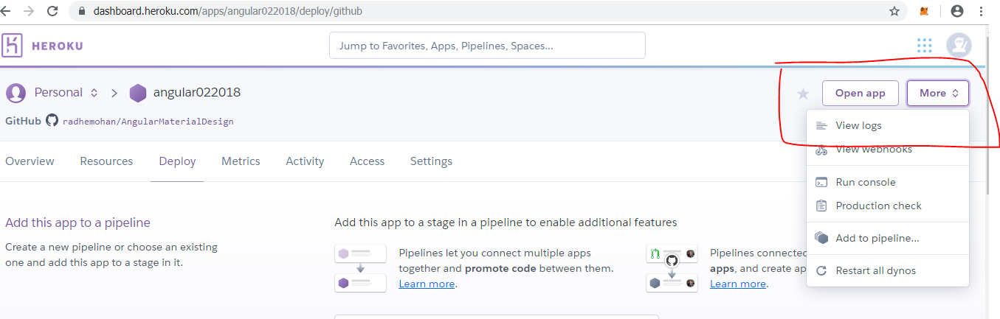 dashboard.heroku.com/apps/angular022018/deploy/github
HEROKU
Jump to Favorites, Apps, Pipelines, Spaces...
Personal
angular022018
Open app
More
GitHub radhemohan/AngularMaterialDesign
View logs
View webhooks
Run console
Production check
Add to pipeline...
Restart all dynos
Overview
Resources
Deploy
Metrics
Activity
Access
Settings
Add this app to a pipeline
Create a new pipeline or choose an existing
one and add this app to a stage in it.
Add this app to a stage in a pipeline to enable additional features
Pipelines let you connect multiple apps
together and promote code between them.
Learn more.
Pipelines connected
apps, and create ap
Learn more.